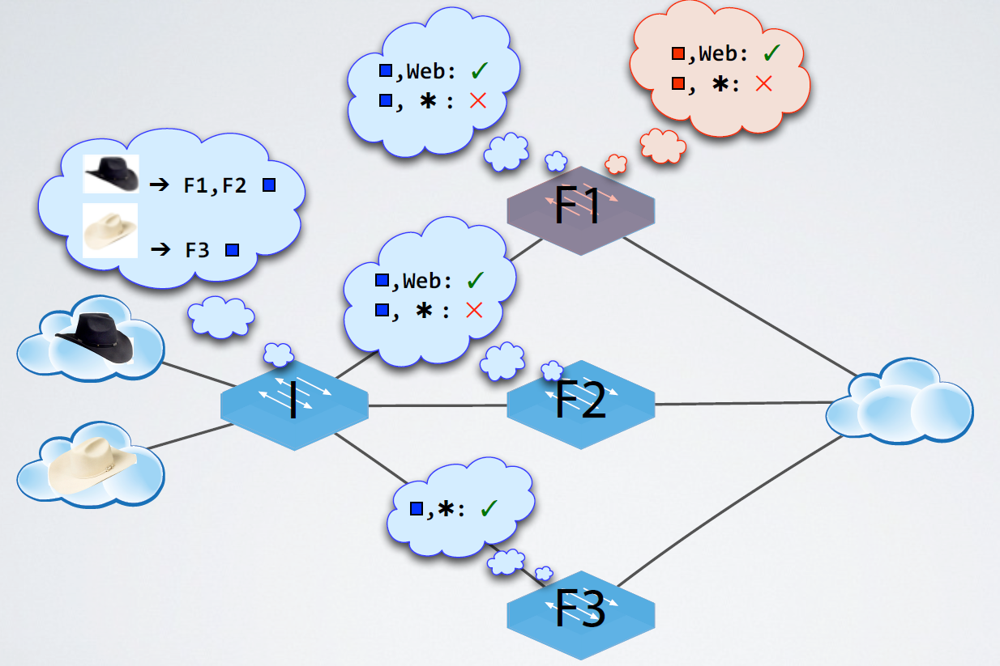 ,Web: ✓
, * : ✕
,Web: ✓
, *: ✕
→ F1,F2
→ F3
F1
,Web: ✓
, * : ✕
I
F2
,*: ✓
F3